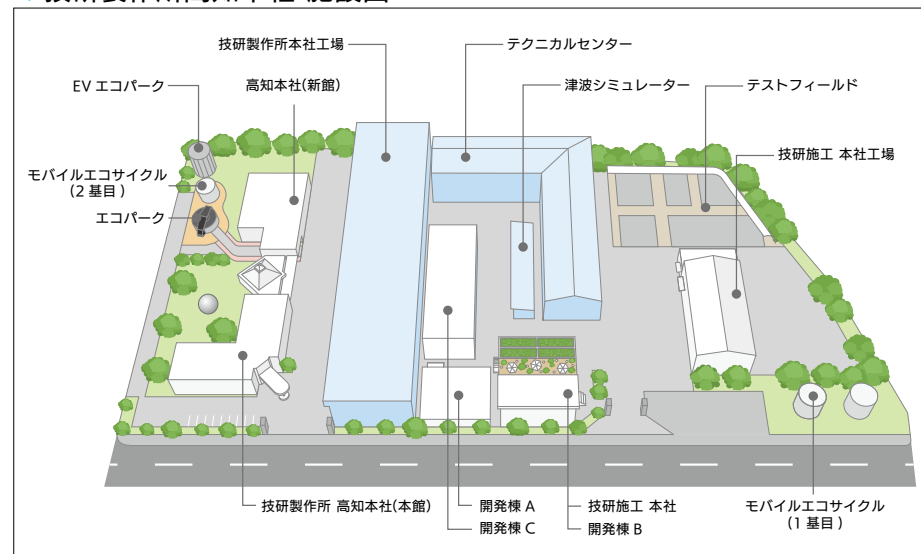 技研製作所本社工場
テクニカルセンター
EV エコパーク
高知本社(新館)
津波シミュレーター
テストフィールド
技研施工 本社工場
モバイルエコサイクル
(2 基目)
エコパーク
技研製作所 高知本社(本館)
開発棟 A
技研施工 本社
モバイルエコサイクル
(1 基目)
開発棟 C
開発棟 B